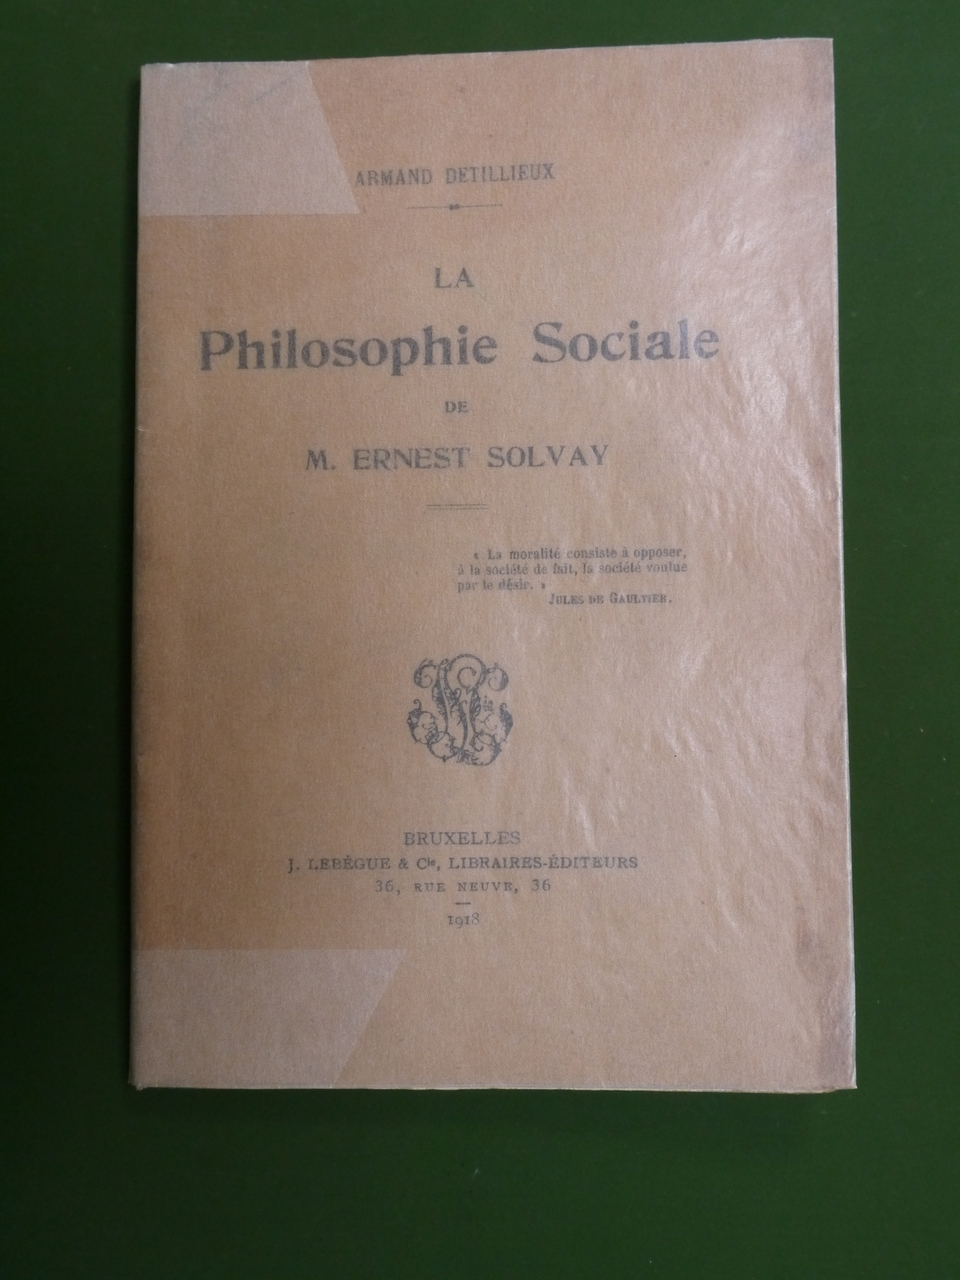 ARMAND DETILLIEUX
LA
Philosophie Sociale
DE
M. ERNEST SOLVAY
« La moralité consiste à opposer,
à la société de fait, la société voulue
par le désir. »
JULES DE GAULTIER.
BRUXELLES
J. LEBÈGUE & Cie, LIBRAIRES-ÉDITEURS
36, RUE NEUVE, 36
1918